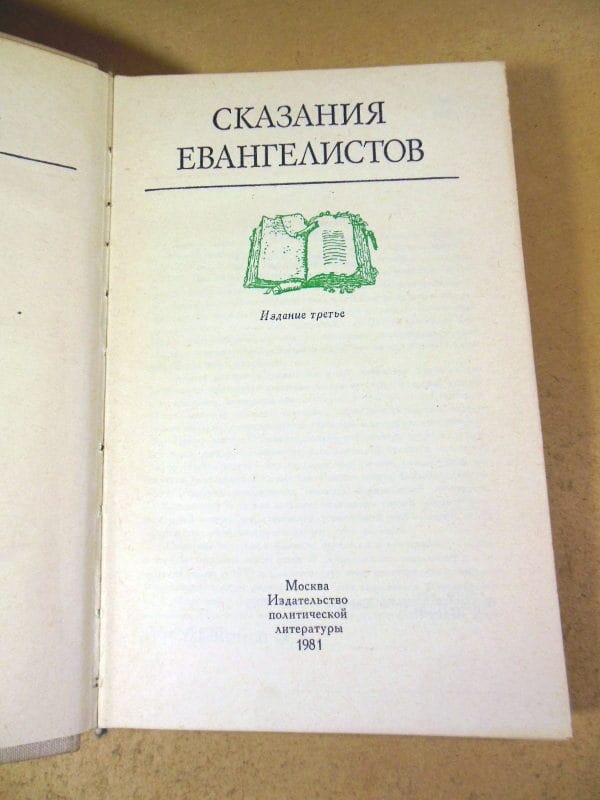 СКАЗАНИЯ
ЕВАНГЕЛИСТОВ
Издание третье
Москва
Издательство
политической
литературы
1981